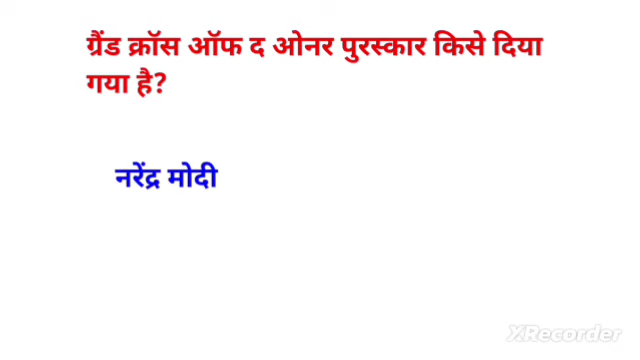 ग्रैंड क्रॉस ऑफ द ओनर पुरस्कार किसे दिया
गया है?
नरेंद्र मोदी
XRecorder